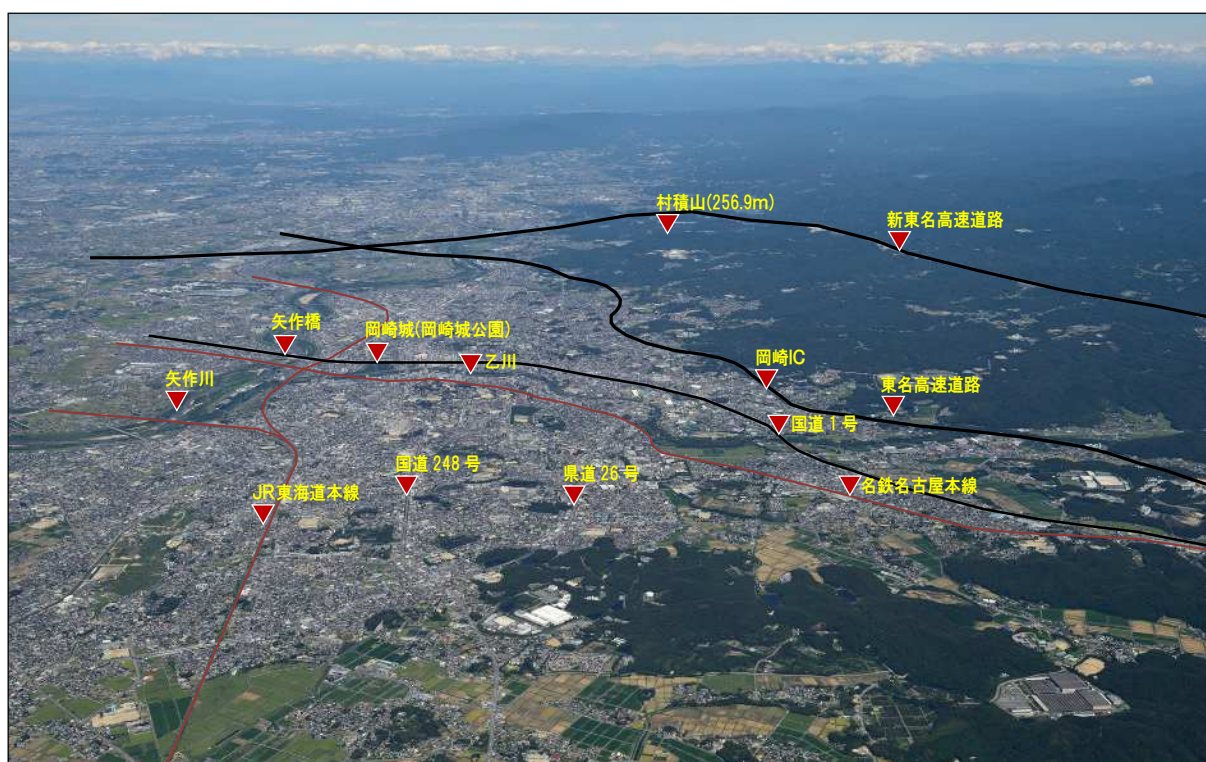 村積山(256.9m)
新東名高速道路
矢作橋
岡崎城(岡崎城公園)
乙川
岡崎IC
矢作川
東名高速道路
国道1号
国道248号
県道26号
名鉄名古屋本線
JR東海道本線